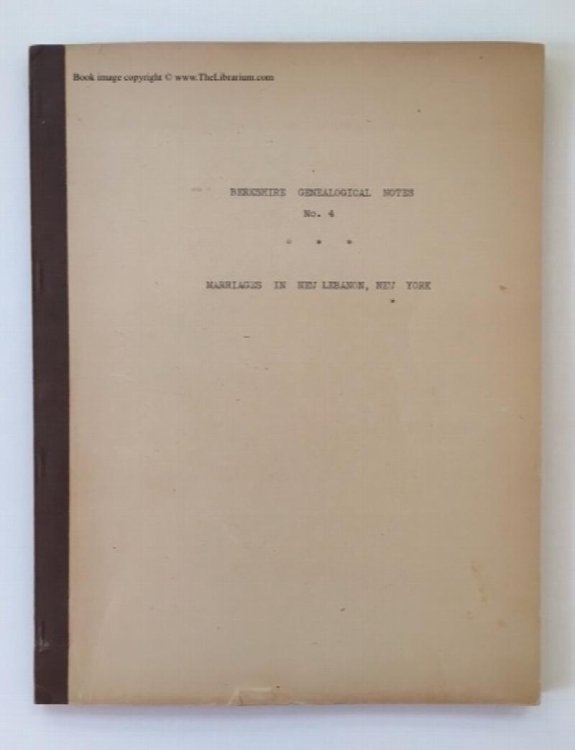 Book image copyright © www.TheLibrarium.com
BERKSHIRE GENEALOGICAL NOTES
No. 4
* * *
MARRIAGES IN NEW LEBANON, NEW YORK